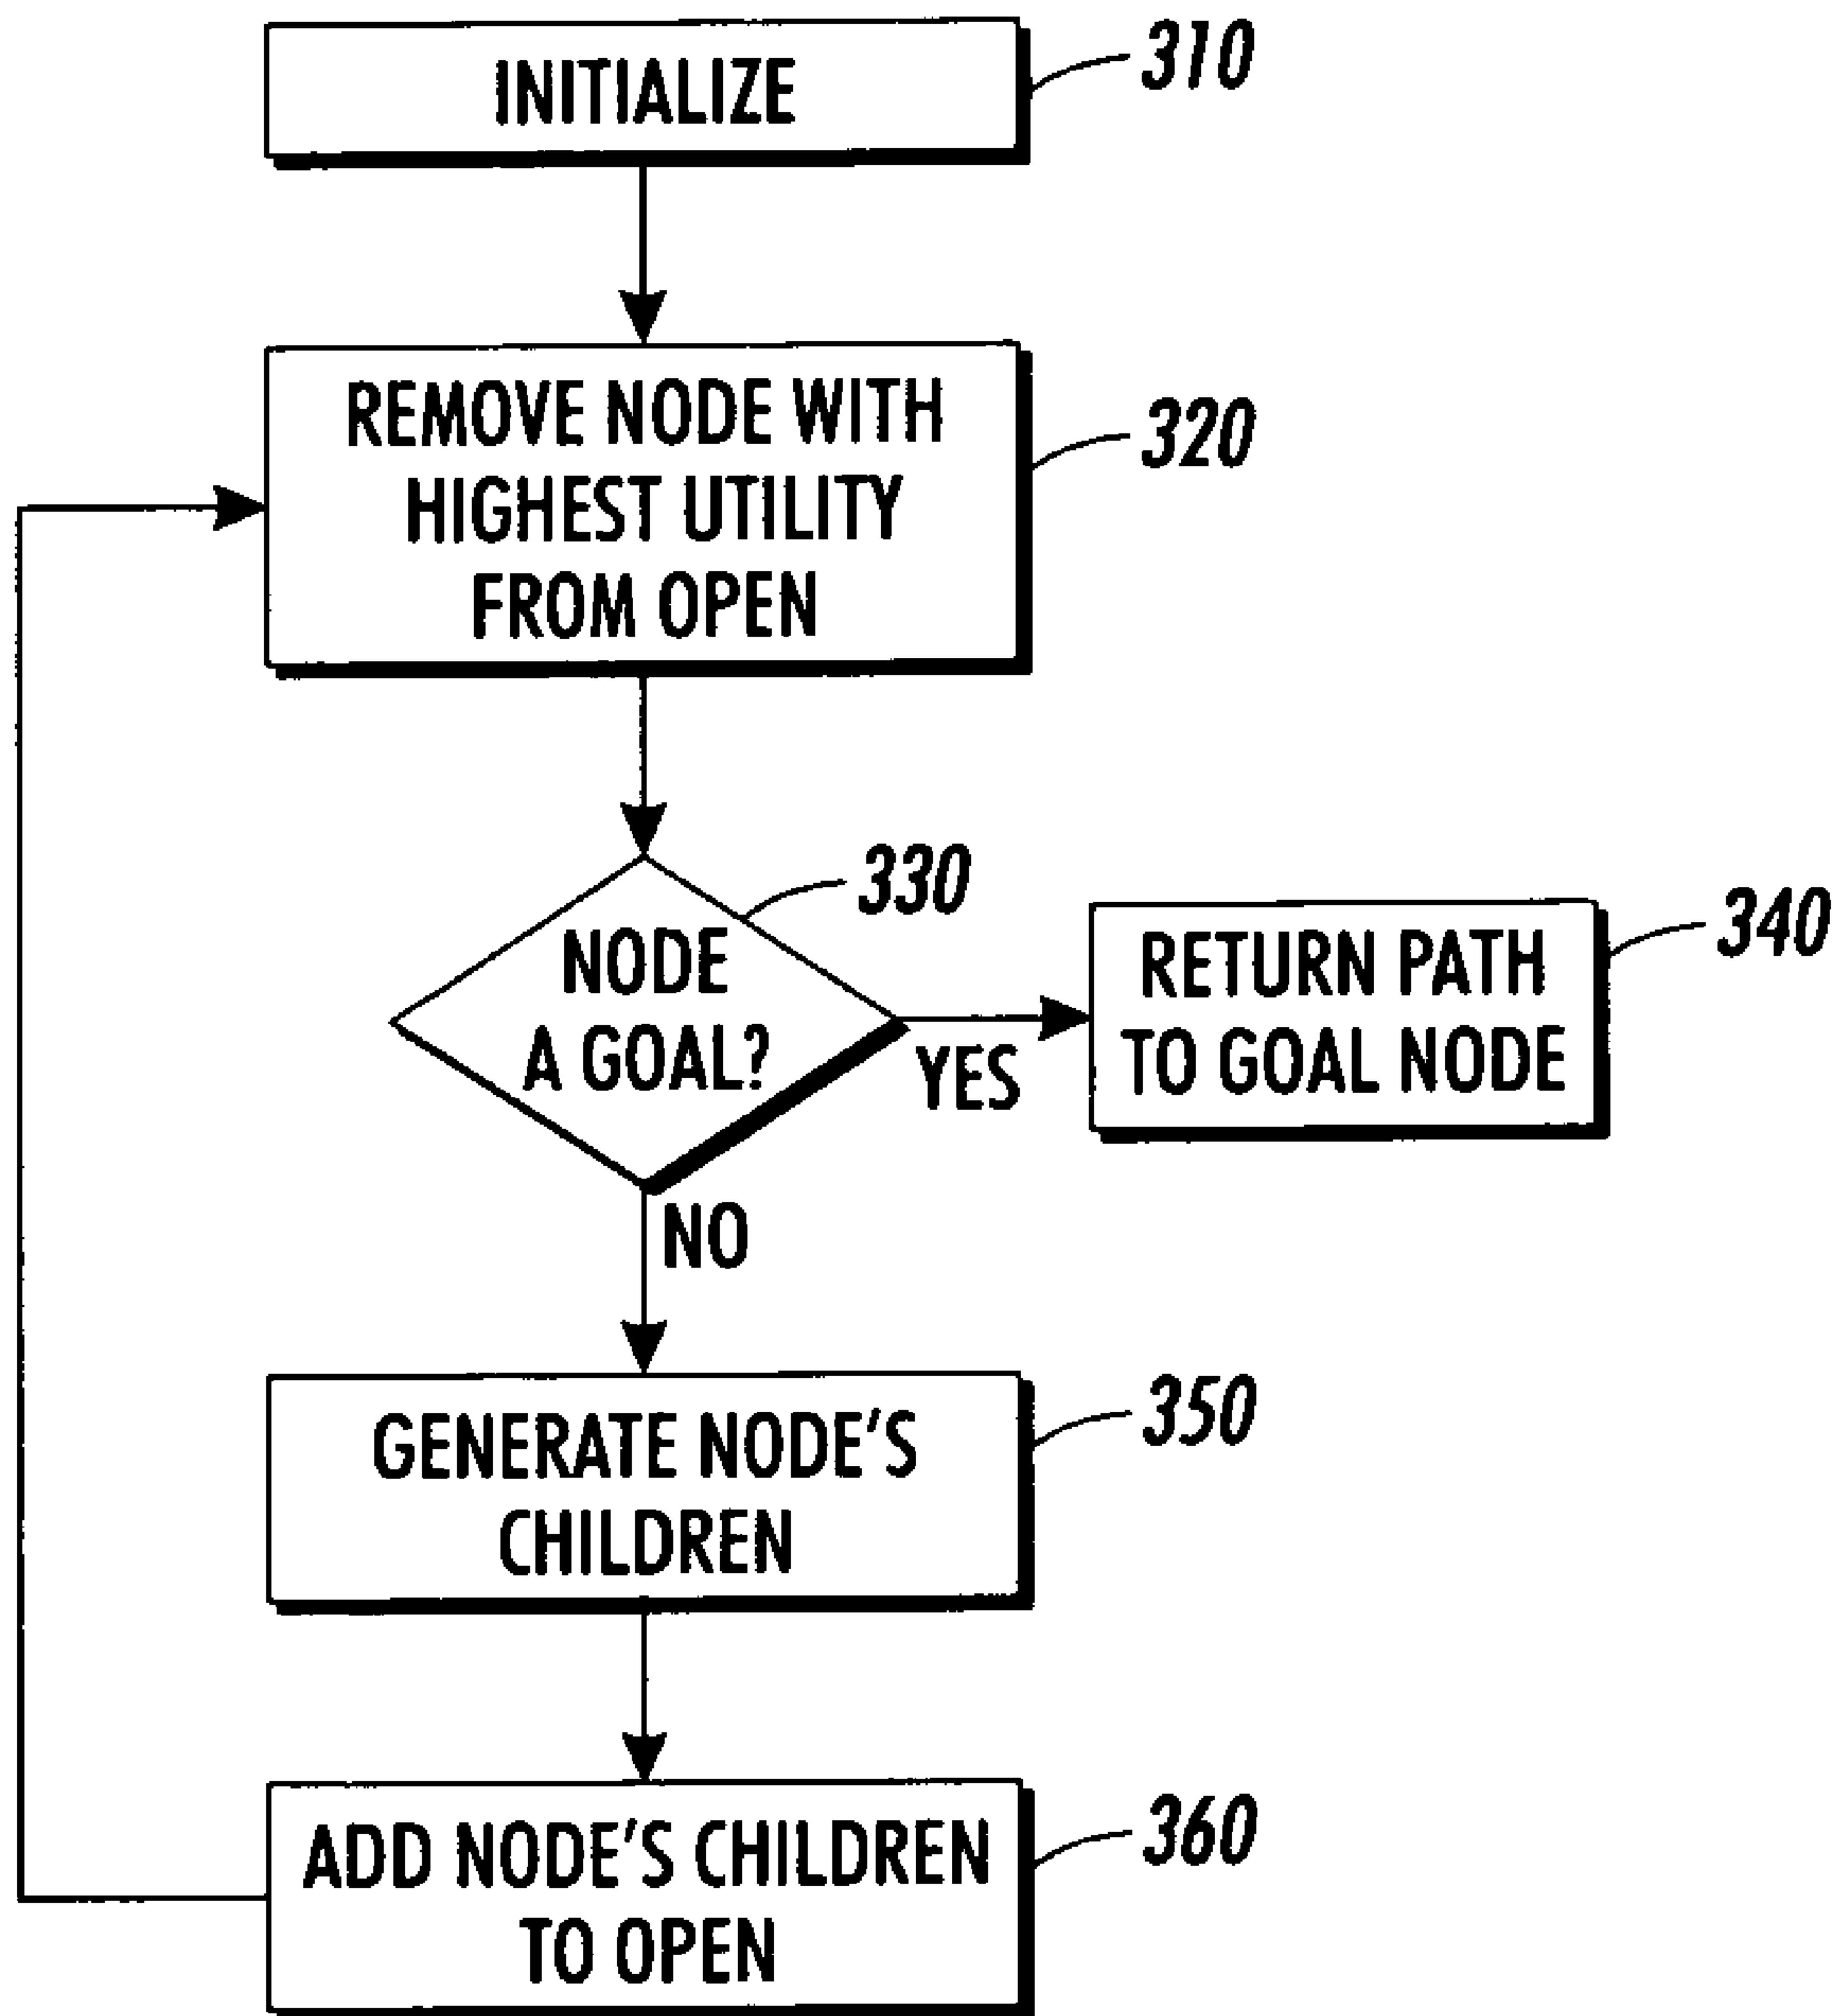 INITIALIZE
310
REMOVE NODE WITH
HIGHEST UTILITY
FROM OPEN
320
330
NODE
A GOAL?
YES
340
RETURN PATH
TO GOAL NODE
NO
350
GENERATE NODE'S
CHILDREN
360
ADD NODE'S CHILDREN
TO OPEN